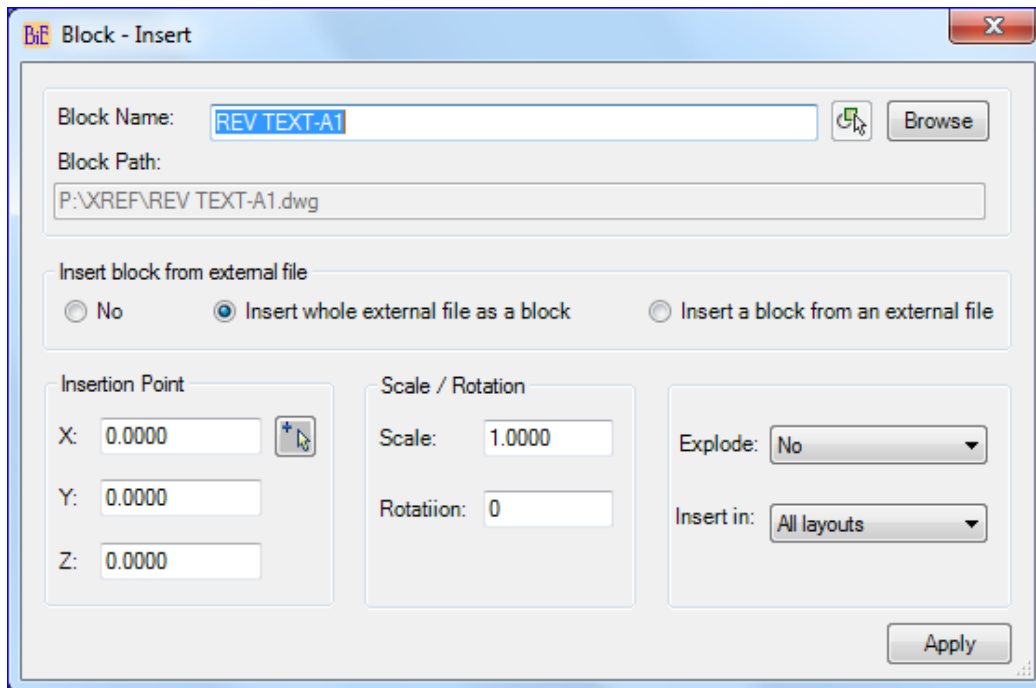 BiE Block - Insert
Block Name: REV TEXT-A1 Browse
Block Path:
P:\XREF\REV TEXT-A1.dwg
Insert block from external file
No Insert whole external file as a block Insert a block from an external file
Insertion Point Scale / Rotation
X: 0.0000 Scale: 1.0000 Explode: No
Y: 0.0000 Rotatiion: 0 Insert in: All layouts
Z: 0.0000
Apply